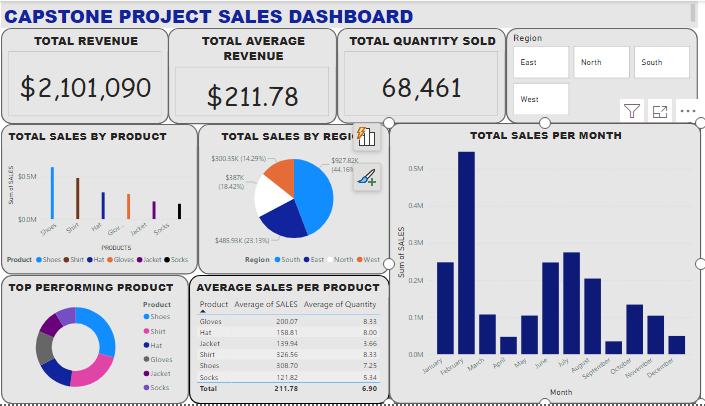 CAPSTONE PROJECT SALES DASHBOARD
TOTAL REVENUE
$2,101,090
TOTAL AVERAGE
REVENUE
$211.78
TOTAL QUANTITY SOLD
68,461
Region
East
North
South
West
TOTAL SALES BY PRODUCT
Sum of SALES
$0.5M
$0.0M
Shoes
Shirt
Hat
Glov...
Jacket
Socks
PRODUCTS
Product Shoes Shirt Hat Gloves Jacket Socks
TOTAL SALES BY REGI
$300.35K (14.29%)
$387K
(18.42%)
$485.93K (23.13%)
$927.82K
(44.16%
Region South East North West
TOTAL SALES PER MONTH
Sum of SALES
0.5M
0.4M
0.3M
0.2M
0.1M
0.0M
January
February
March
April
May
June
July
August
September
October
November
December
Month
TOP PERFORMING PRODUCT
Product
Shoes
Shirt
Hat
Gloves
Jacket
Socks
AVERAGE SALES PER PRODUCT
Product Average of SALES Average of Quantity
Gloves 200.07 8.33
Hat 158.81 8.00
Jacket 139.94 3.66
Shirt 326.56 8.33
Shoes 308.70 7.25
Socks 121.82 5.34
Total 211.78 6.90